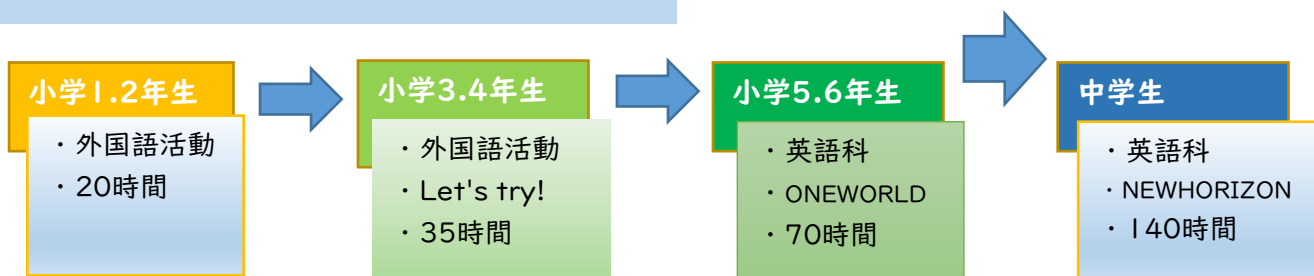 小学1.2年生
・外国語活動
・20時間
小学3.4年生
・外国語活動
・Let's try!
・35時間
小学5.6年生
・英語科
・ONEWORLD
・70時間
中学生
・英語科
・NEWHORIZON
・140時間